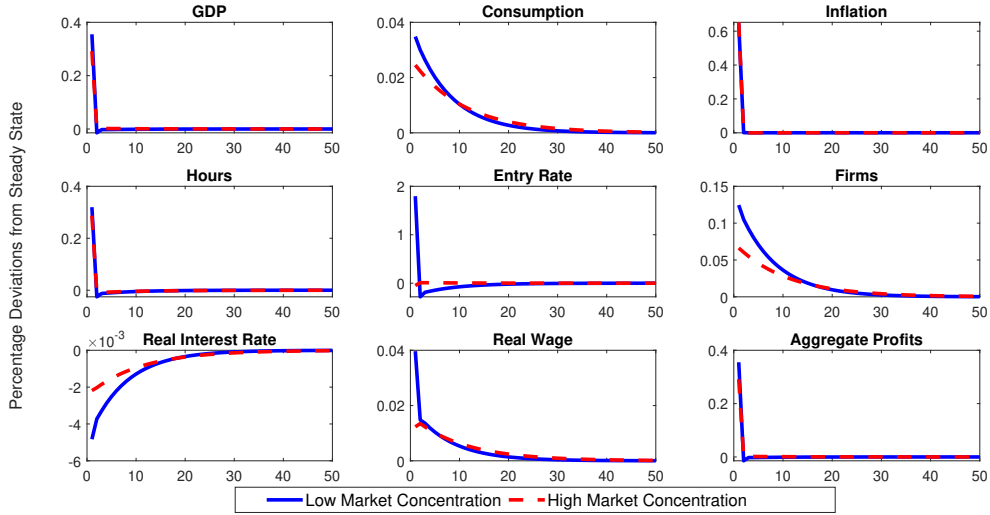 GDP
Consumption
Inflation
0.4
0.2
0
0 10 20 30 40 50
0.04
0.02
0
0 10 20 30 40 50
0.6
0.4
0.2
0
0 10 20 30 40 50
Hours
Entry Rate
Firms
0.4
0.2
0
0 10 20 30 40 50
2
1
0
0 10 20 30 40 50
0.15
0.1
0.05
0
0 10 20 30 40 50
Real Interest Rate
Real Wage
Aggregate Profits
×10-3
0
-2
-4
-6
0 10 20 30 40 50
0.04
0.02
0
0 10 20 30 40 50
0.4
0.2
0
0 10 20 30 40 50
Percentage Deviations from Steady State
Low Market Concentration
High Market Concentration